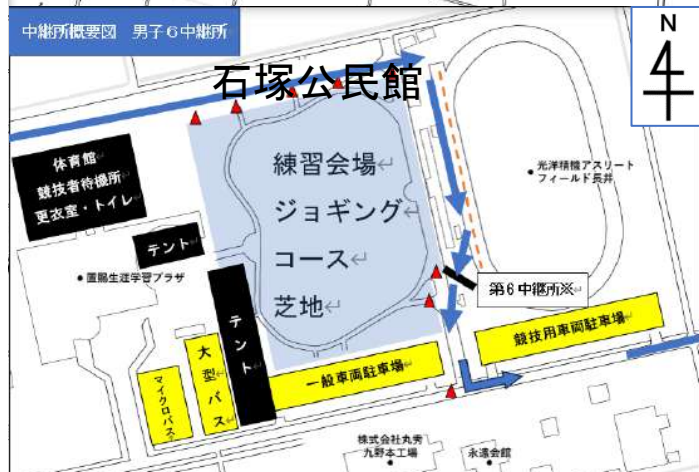 中継所概要図 男子６中継所
N
石塚公民館
体育館
競技者待機所
更衣室・トイレ
テント
置賜生涯学習プラザ
練習会場↵
ジョギング
コース↵
芝地↵
光洋精機アスリート
フィールド長井
第６中継所※↵
テント↵
大型バス↵
マイクロバス↵
一般車両駐車場↵
競技用車両駐車場↵
株式会社丸秀
九野本工場
永遠会館